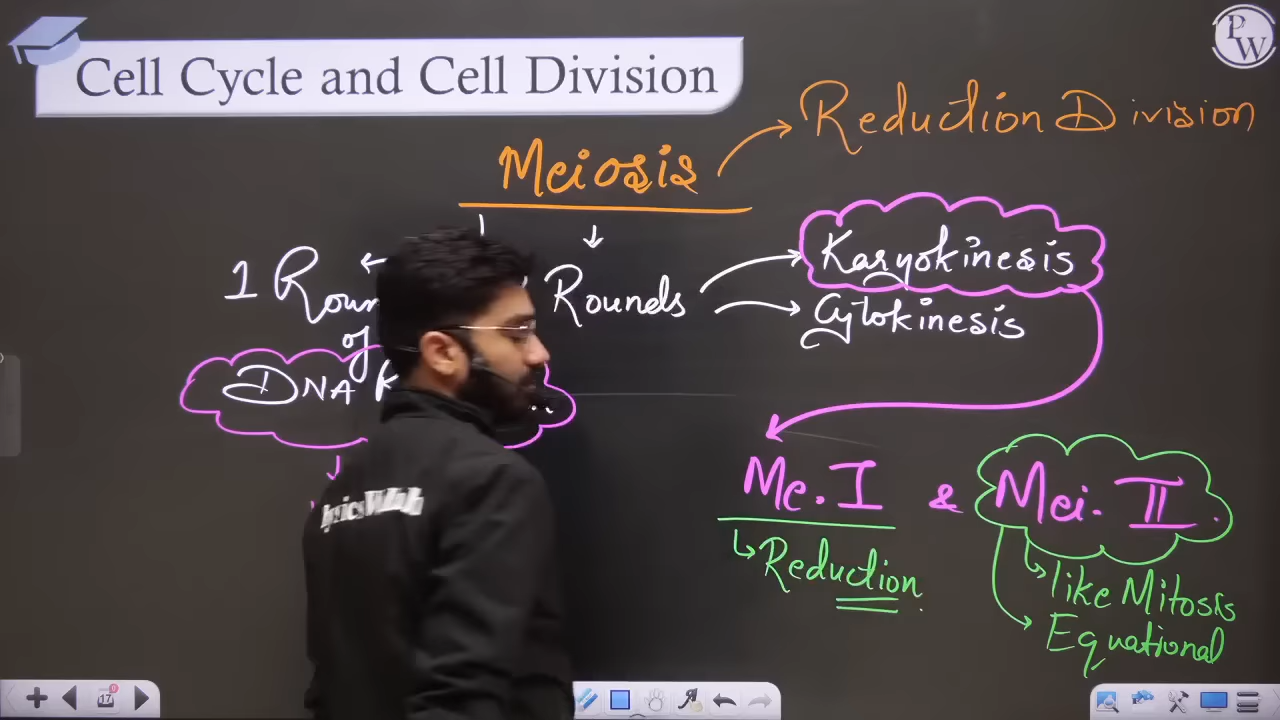 Cell Cycle and Cell Division
PW
Reduction Division
Meiosis
1 Roun
of
DNA
Rounds
Karyokinesis
Cytokinesis
Me. I & Mei. II
Reduction
like Mitosis
Equational
17